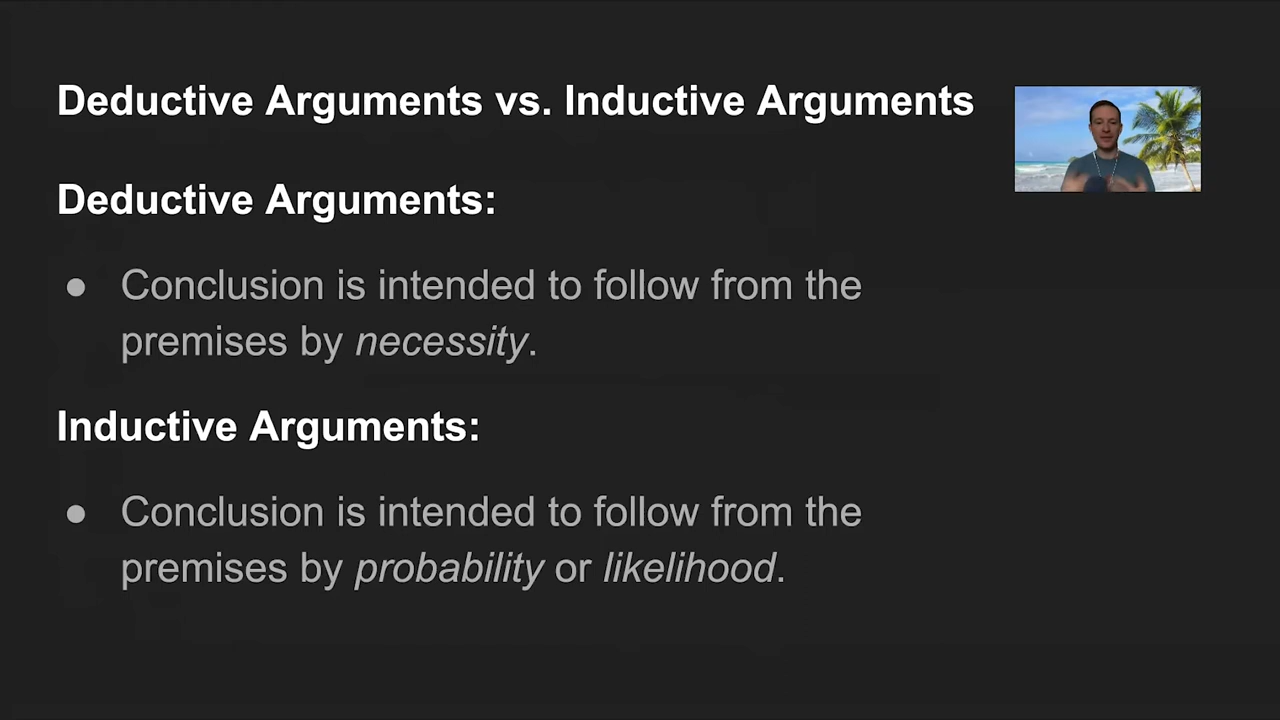 Deductive Arguments vs. Inductive Arguments
Deductive Arguments:
● Conclusion is intended to follow from the
premises by necessity.
Inductive Arguments:
● Conclusion is intended to follow from the
premises by probability or likelihood.